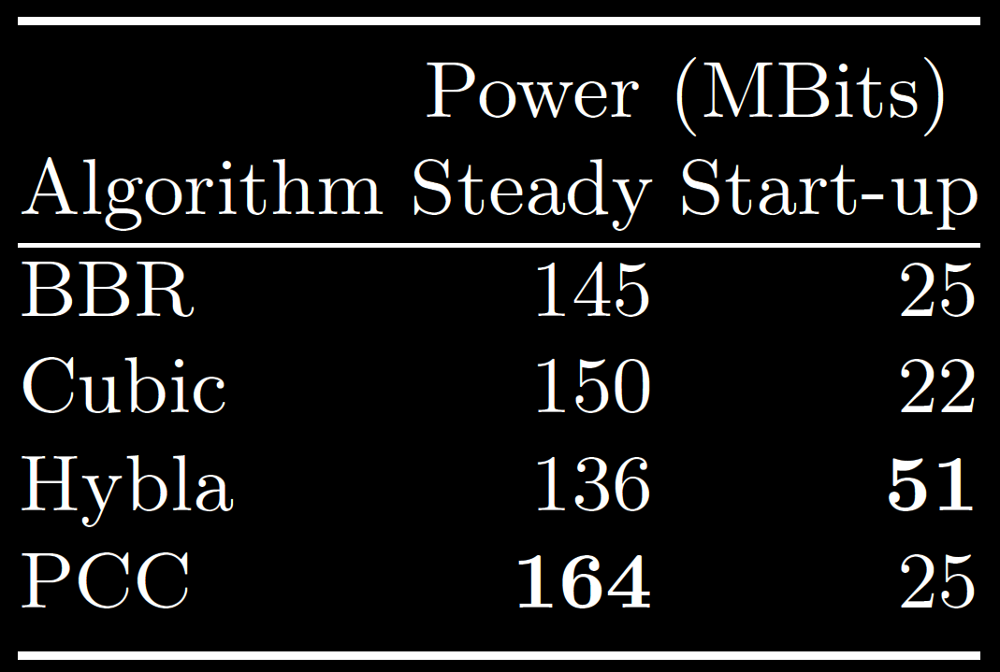 Power (MBits)
Algorithm Steady Start-up
BBR 145 25
Cubic 150 22
Hybla 136 51
PCC 164 25